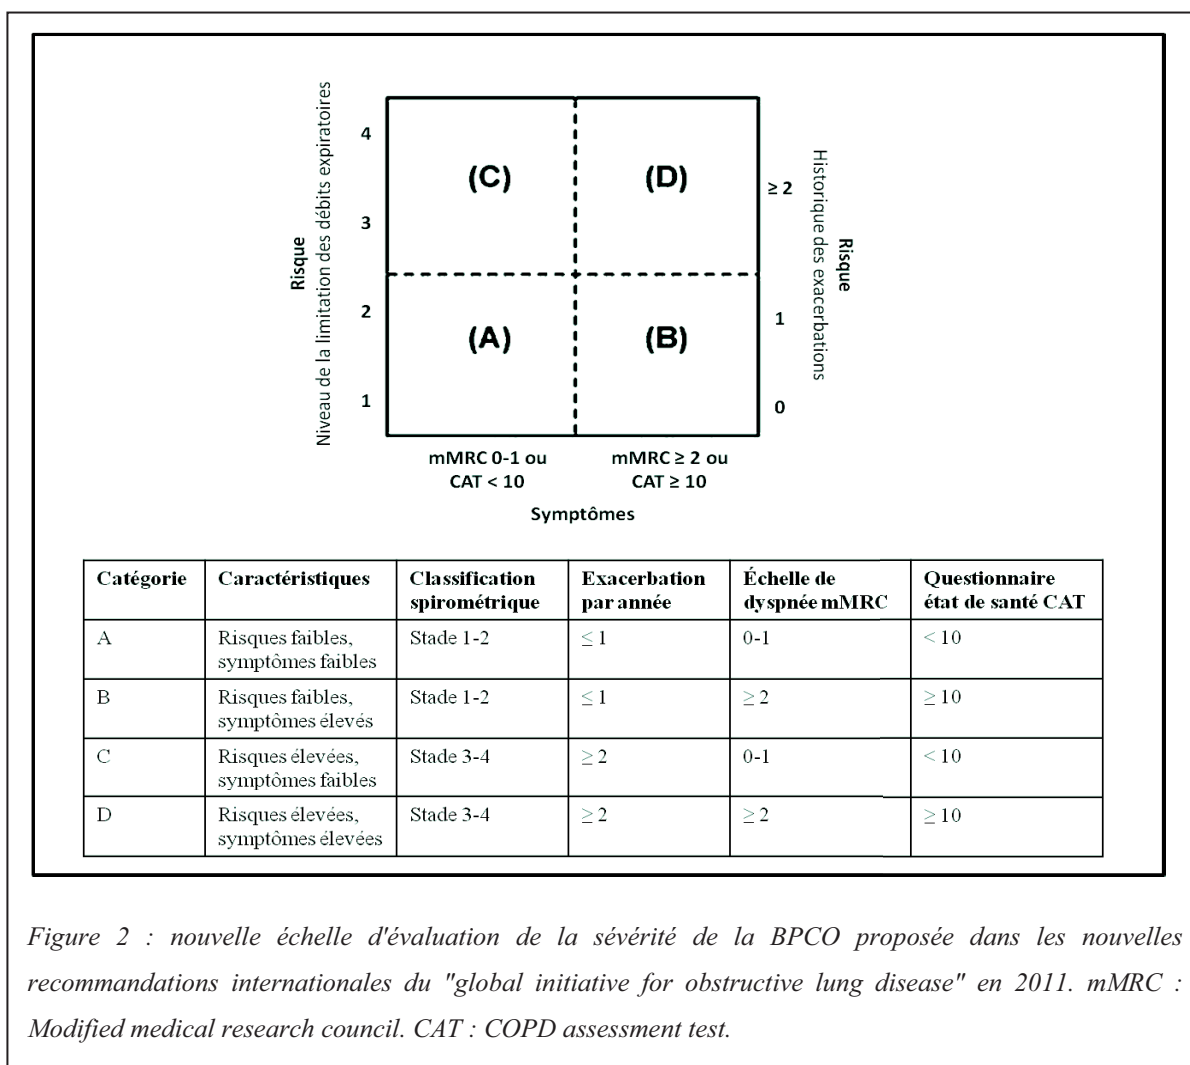 Risque
Niveau de la limitation des débits expiratoires
4
3
2
1
(C)
(D)
(A)
(B)
≥ 2
1
0
Historique des exacerbations
Risque
mMRC 0-1 ou
CAT < 10
mMRC ≥ 2 ou
CAT ≥ 10
Symptômes
Catégorie
Caractéristiques
Classification
spirométrique
Exacerbation
par année
Échelle de
dyspnée mMRC
Questionnaire
état de santé CAT
A
Risques faibles,
symptômes faibles
Stade 1-2
≤ 1
0-1
< 10
B
Risques faibles,
symptômes élevés
Stade 1-2
≤ 1
≥ 2
≥ 10
C
Risques élevées,
symptômes faibles
Stade 3-4
≥ 2
0-1
< 10
D
Risques élevées,
symptômes élevées
Stade 3-4
≥ 2
≥ 2
≥ 10
Figure 2 : nouvelle échelle d'évaluation de la sévérité de la BPCO proposée dans les nouvelles
recommandations internationales du "global initiative for obstructive lung disease" en 2011. mMRC :
Modified medical research council. CAT : COPD assessment test.